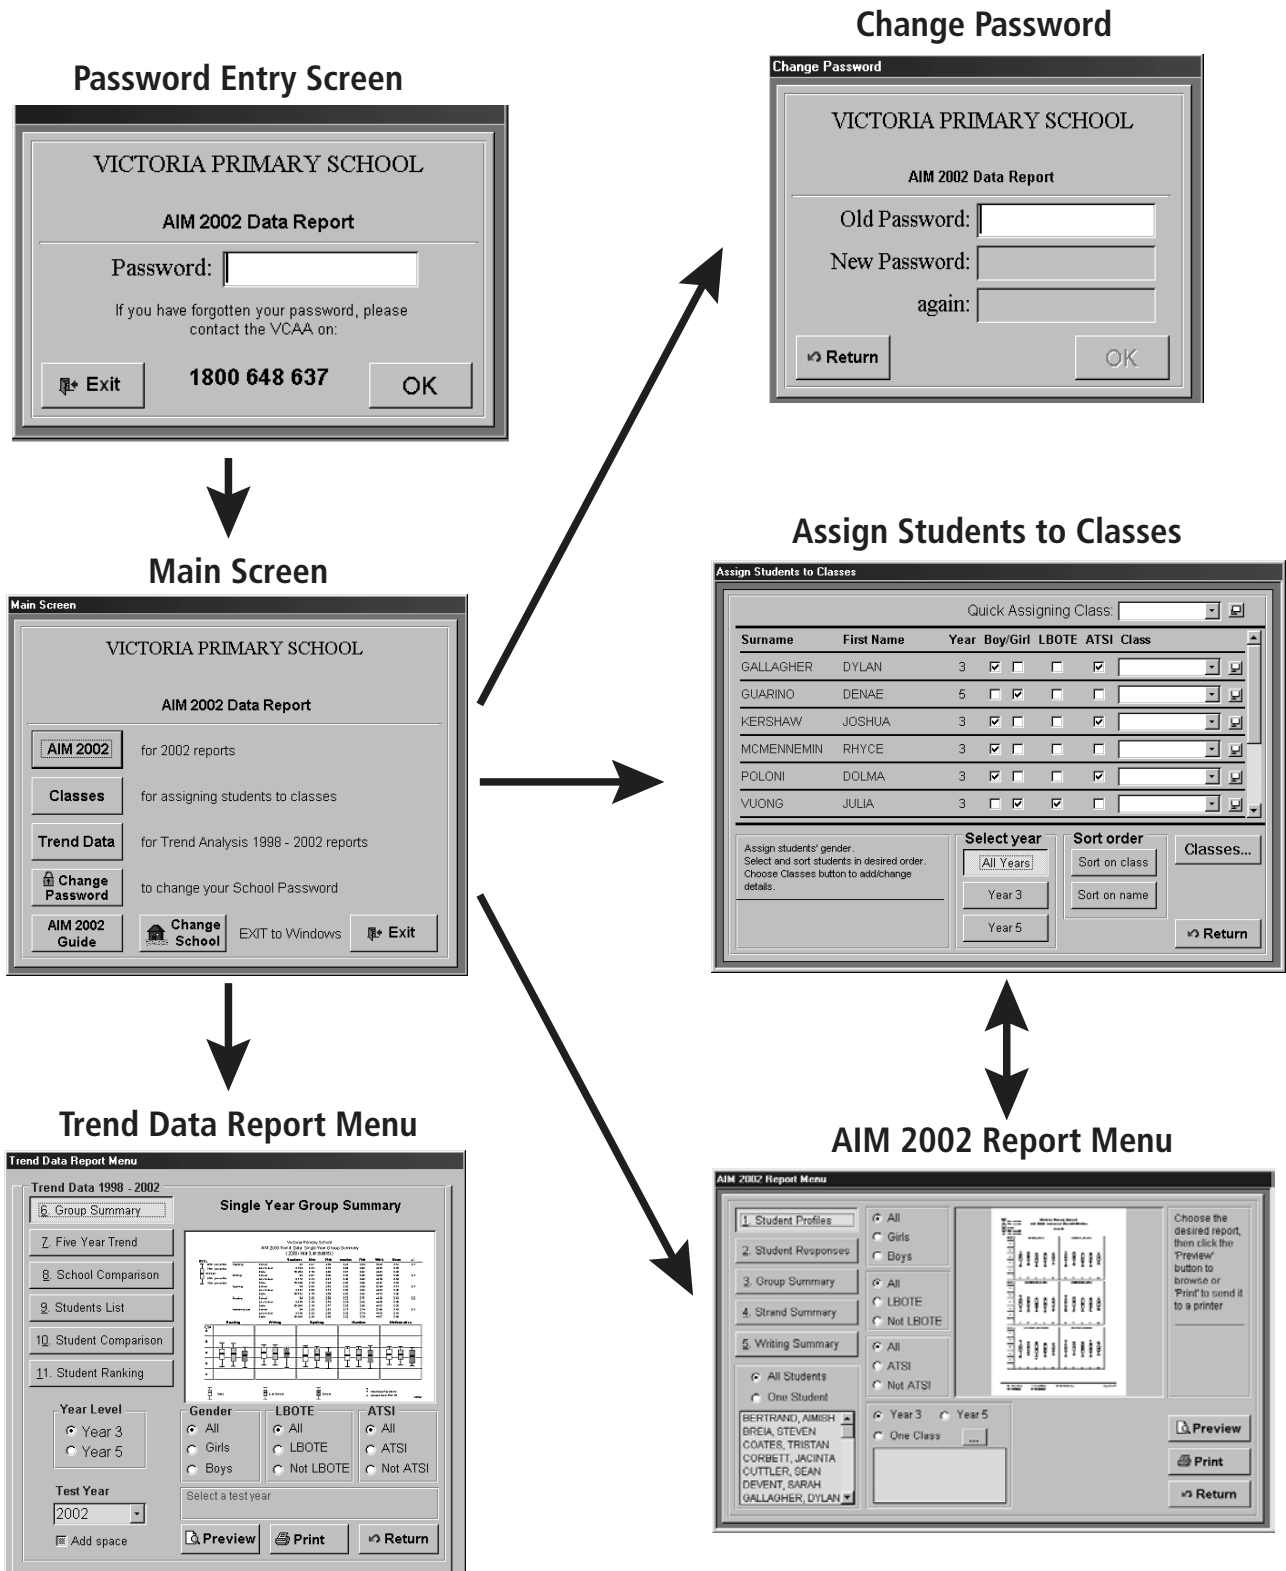 Change Password
Password Entry Screen
Change Password
VICTORIA PRIMARY SCHOOL
AIM 2002 Data Report
Old Password:
New Password:
again:
Return
OK
VICTORIA PRIMARY SCHOOL
AIM 2002 Data Report
Password:
If you have forgotten your password, please
contact the VCAA on:
Exit
1800 648 637
OK
Main Screen
Main Screen
VICTORIA PRIMARY SCHOOL
AIM 2002 Data Report
AIM 2002 for 2002 reports
Classes for assigning students to classes
Trend Data for Trend Analysis 1998 - 2002 reports
Change
Password
to change your School Password
AIM 2002
Guide
Change
School
EXIT to Windows
Exit
Assign Students to Classes
Assign Students to Classes
Quick Assigning Class:
Surname First Name Year Boy/Girl LBOTE ATSI Class
GALLAGHER DYLAN 3
GUARINO DENAE 5
KERSHAW JOSHUA 3
MCMENNEMIN RHYCE 3
POLONI DOLMA 3
VUONG JULIA 3
Assign students' gender.
Select and sort students in desired order.
Choose Classes button to add/change
details.
Select year
All Years
Year 3
Year 5
Sort order
Sort on class
Sort on name
Classes...
Return
Trend Data Report Menu
Trend Data Report Menu
Trend Data 1998 - 2002
6. Group Summary
7. Five Year Trend
8. School Comparison
9. Students List
10. Student Comparison
11. Student Ranking
Single Year Group Summary
Victoria Primary School
Reading Writing Spelling Number Mathematics
Year Level
Year 3
Year 5
Gender
All
Girls
Boys
LBOTE
All
LBOTE
Not LBOTE
ATSI
All
ATSI
Not ATSI
Test Year
2002
Add space
Select a test year
Preview
Print
Return
AIM 2002 Report Menu
AIM 2002 Report Menu
1. Student Profiles
2. Student Responses
3. Group Summary
4. Strand Summary
5. Writing Summary
All
Girls
Boys
All
LBOTE
Not LBOTE
All
ATSI
Not ATSI
All Students
One Student
BERTRAND, AIMISH
BREIA, STEVEN
COATES, TRISTAN
CORBETT, JACINTA
CUTTLER, SEAN
DEVENT, SARAH
GALLAGHER, DYLAN
Year 3 Year 5
One Class ...
Choose the
desired report,
then click the
'Preview'
button to
browse or
'Print' to send it
to a printer
Preview
Print
Return